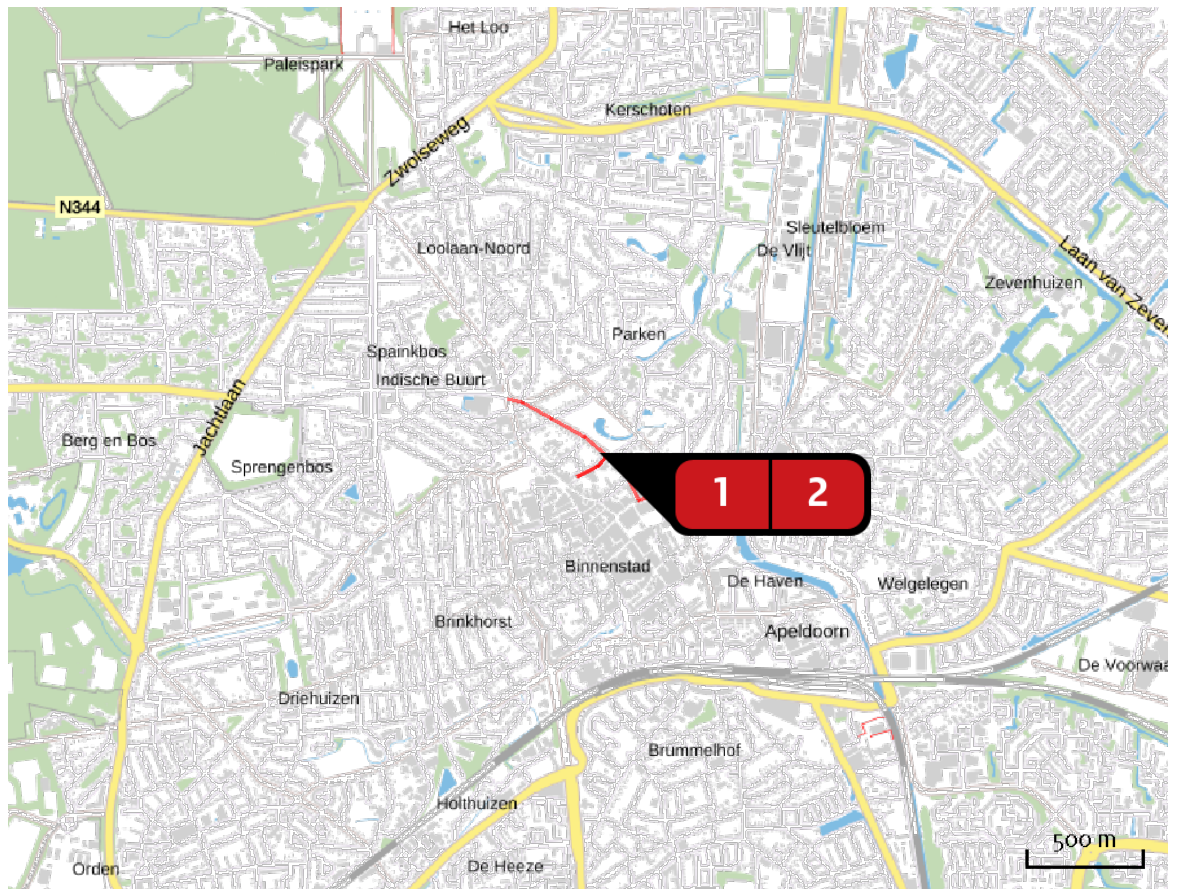 Het Loo
Paleispark
Kerschoten
Zwolseweg
N344
Sleutelbloem
Loolaan-Noord
De Vlijt
Laan van Zeven
Zevenhuizen
Parken
Spainkbos
Indische Buurt
Jachtlaan
Berg en Bos
Sprengenbos
1 2
Binnenstad
De Haven
Welgelegen
Brinkhorst
Apeldoorn
De Voorwaa
Driehuizen
Brummelhof
Holthuizen
500 m
De Heeze
Orden